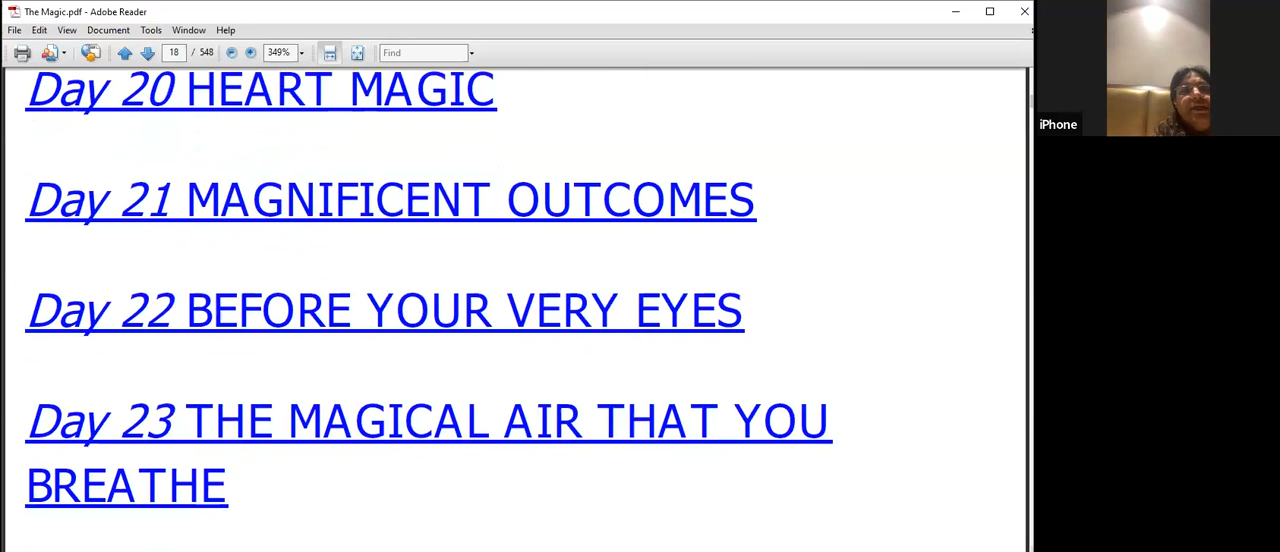 The Magic.pdf - Adobe Reader
File Edit View Document Tools Window Help
18 / 548 349% Find
Day 20 HEART MAGIC
Day 21 MAGNIFICENT OUTCOMES
Day 22 BEFORE YOUR VERY EYES
Day 23 THE MAGICAL AIR THAT YOU
BREATHE
iPhone